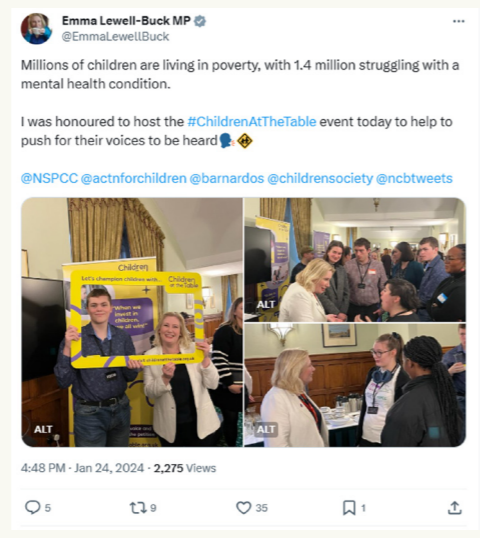 Emma Lewell-Buck MP
@EmmaLewellBuck
Millions of children are living in poverty, with 1.4 million struggling with a
mental health condition.
I was honoured to host the #ChildrenAtTheTable event today to help to
push for their voices to be heard
@NSPCC @actnforchildren @barnardos @childrensociety @ncbtweets
Children
Let's champion children with...
Children
at the Table
"When we
invest in
children,
we all win"
ALT
ALT
ALT
4:48 PM · Jan 24, 2024 · 2,275 Views
5
9
35
1